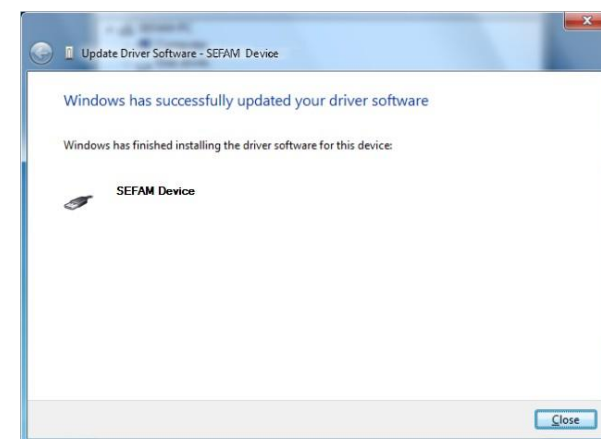 Update Driver Software - SEFAM Device
Windows has successfully updated your driver software
Windows has finished installing the driver software for this device:
SEFAM Device
Close